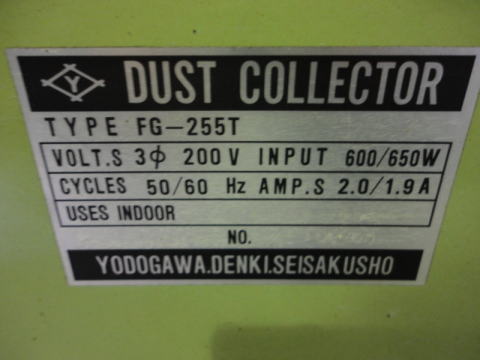 Y DUST COLLECTOR
TYPE FG-255T
VOLT.S 3ϕ 200V INPUT 600/650W
CYCLES 50/60 Hz AMP.S 2.0/1.9A
USES INDOOR
NO.
YODOGAWA.DENKI.SEISAKUSHO